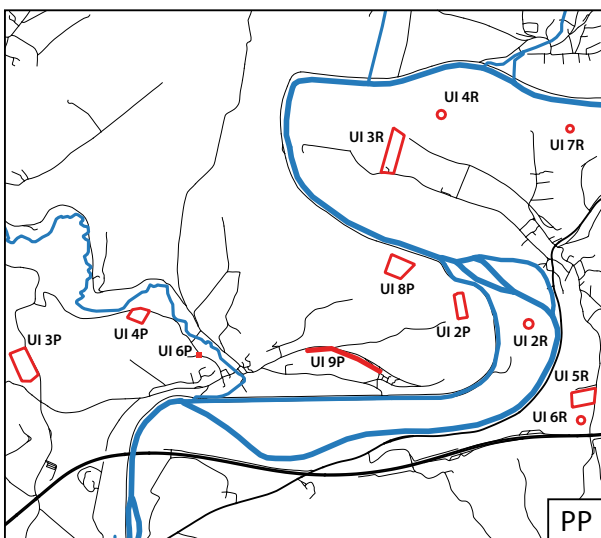 UI 4R
UI 3R
UI 7R
UI 8P
UI 2P
UI 4P
UI 3P
UI 6P
UI 9P
UI 2R
UI 5R
UI 6R
PP